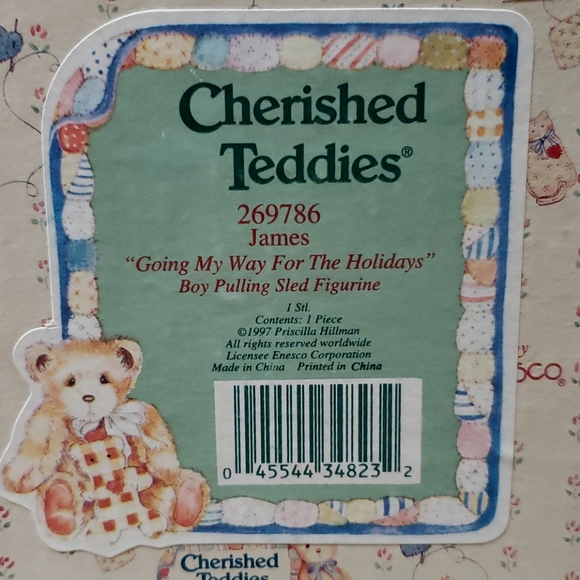 Cherished
Teddies®
269786
James
"Going My Way For The Holidays"
Boy Pulling Sled Figurine
1 Stl.
Contents: 1 Piece
©1997 Priscilla Hillman
All rights reserved worldwide
Licensee Enesco Corporation
Made in China Printed in China
0 45544 34823 2
Cherished
Teddies